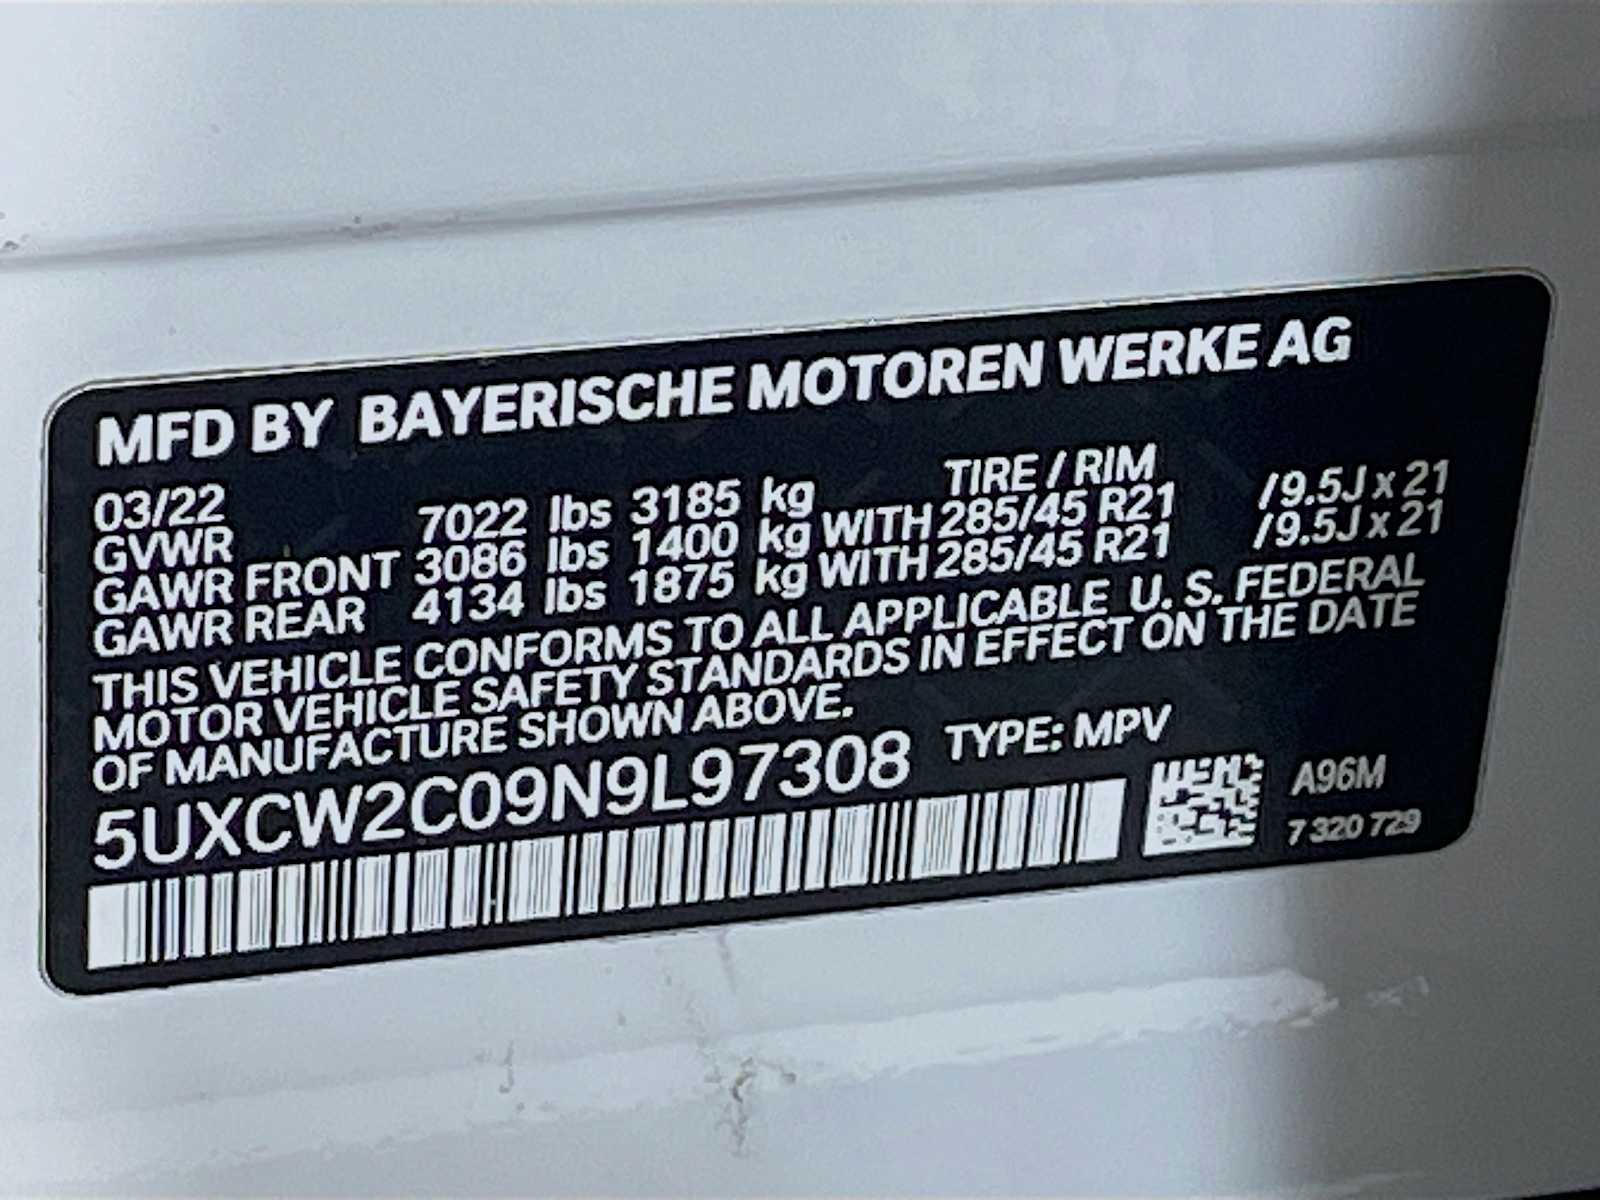 MFD BY BAYERISCHE MOTOREN WERKE AG
03/22 TIRE / RIM
GVWR 7022 lbs 3185 kg
GAWR FRONT 3086 lbs 1400 kg WITH 285/45 R21 /9.5J x 21
GAWR REAR 4134 lbs 1875 kg WITH 285/45 R21 /9.5J x 21
THIS VEHICLE CONFORMS TO ALL APPLICABLE U. S. FEDERAL
MOTOR VEHICLE SAFETY STANDARDS IN EFFECT ON THE DATE
OF MANUFACTURE SHOWN ABOVE.
5UXCW2C09N9L97308 TYPE: MPV
A96M
7 320 729